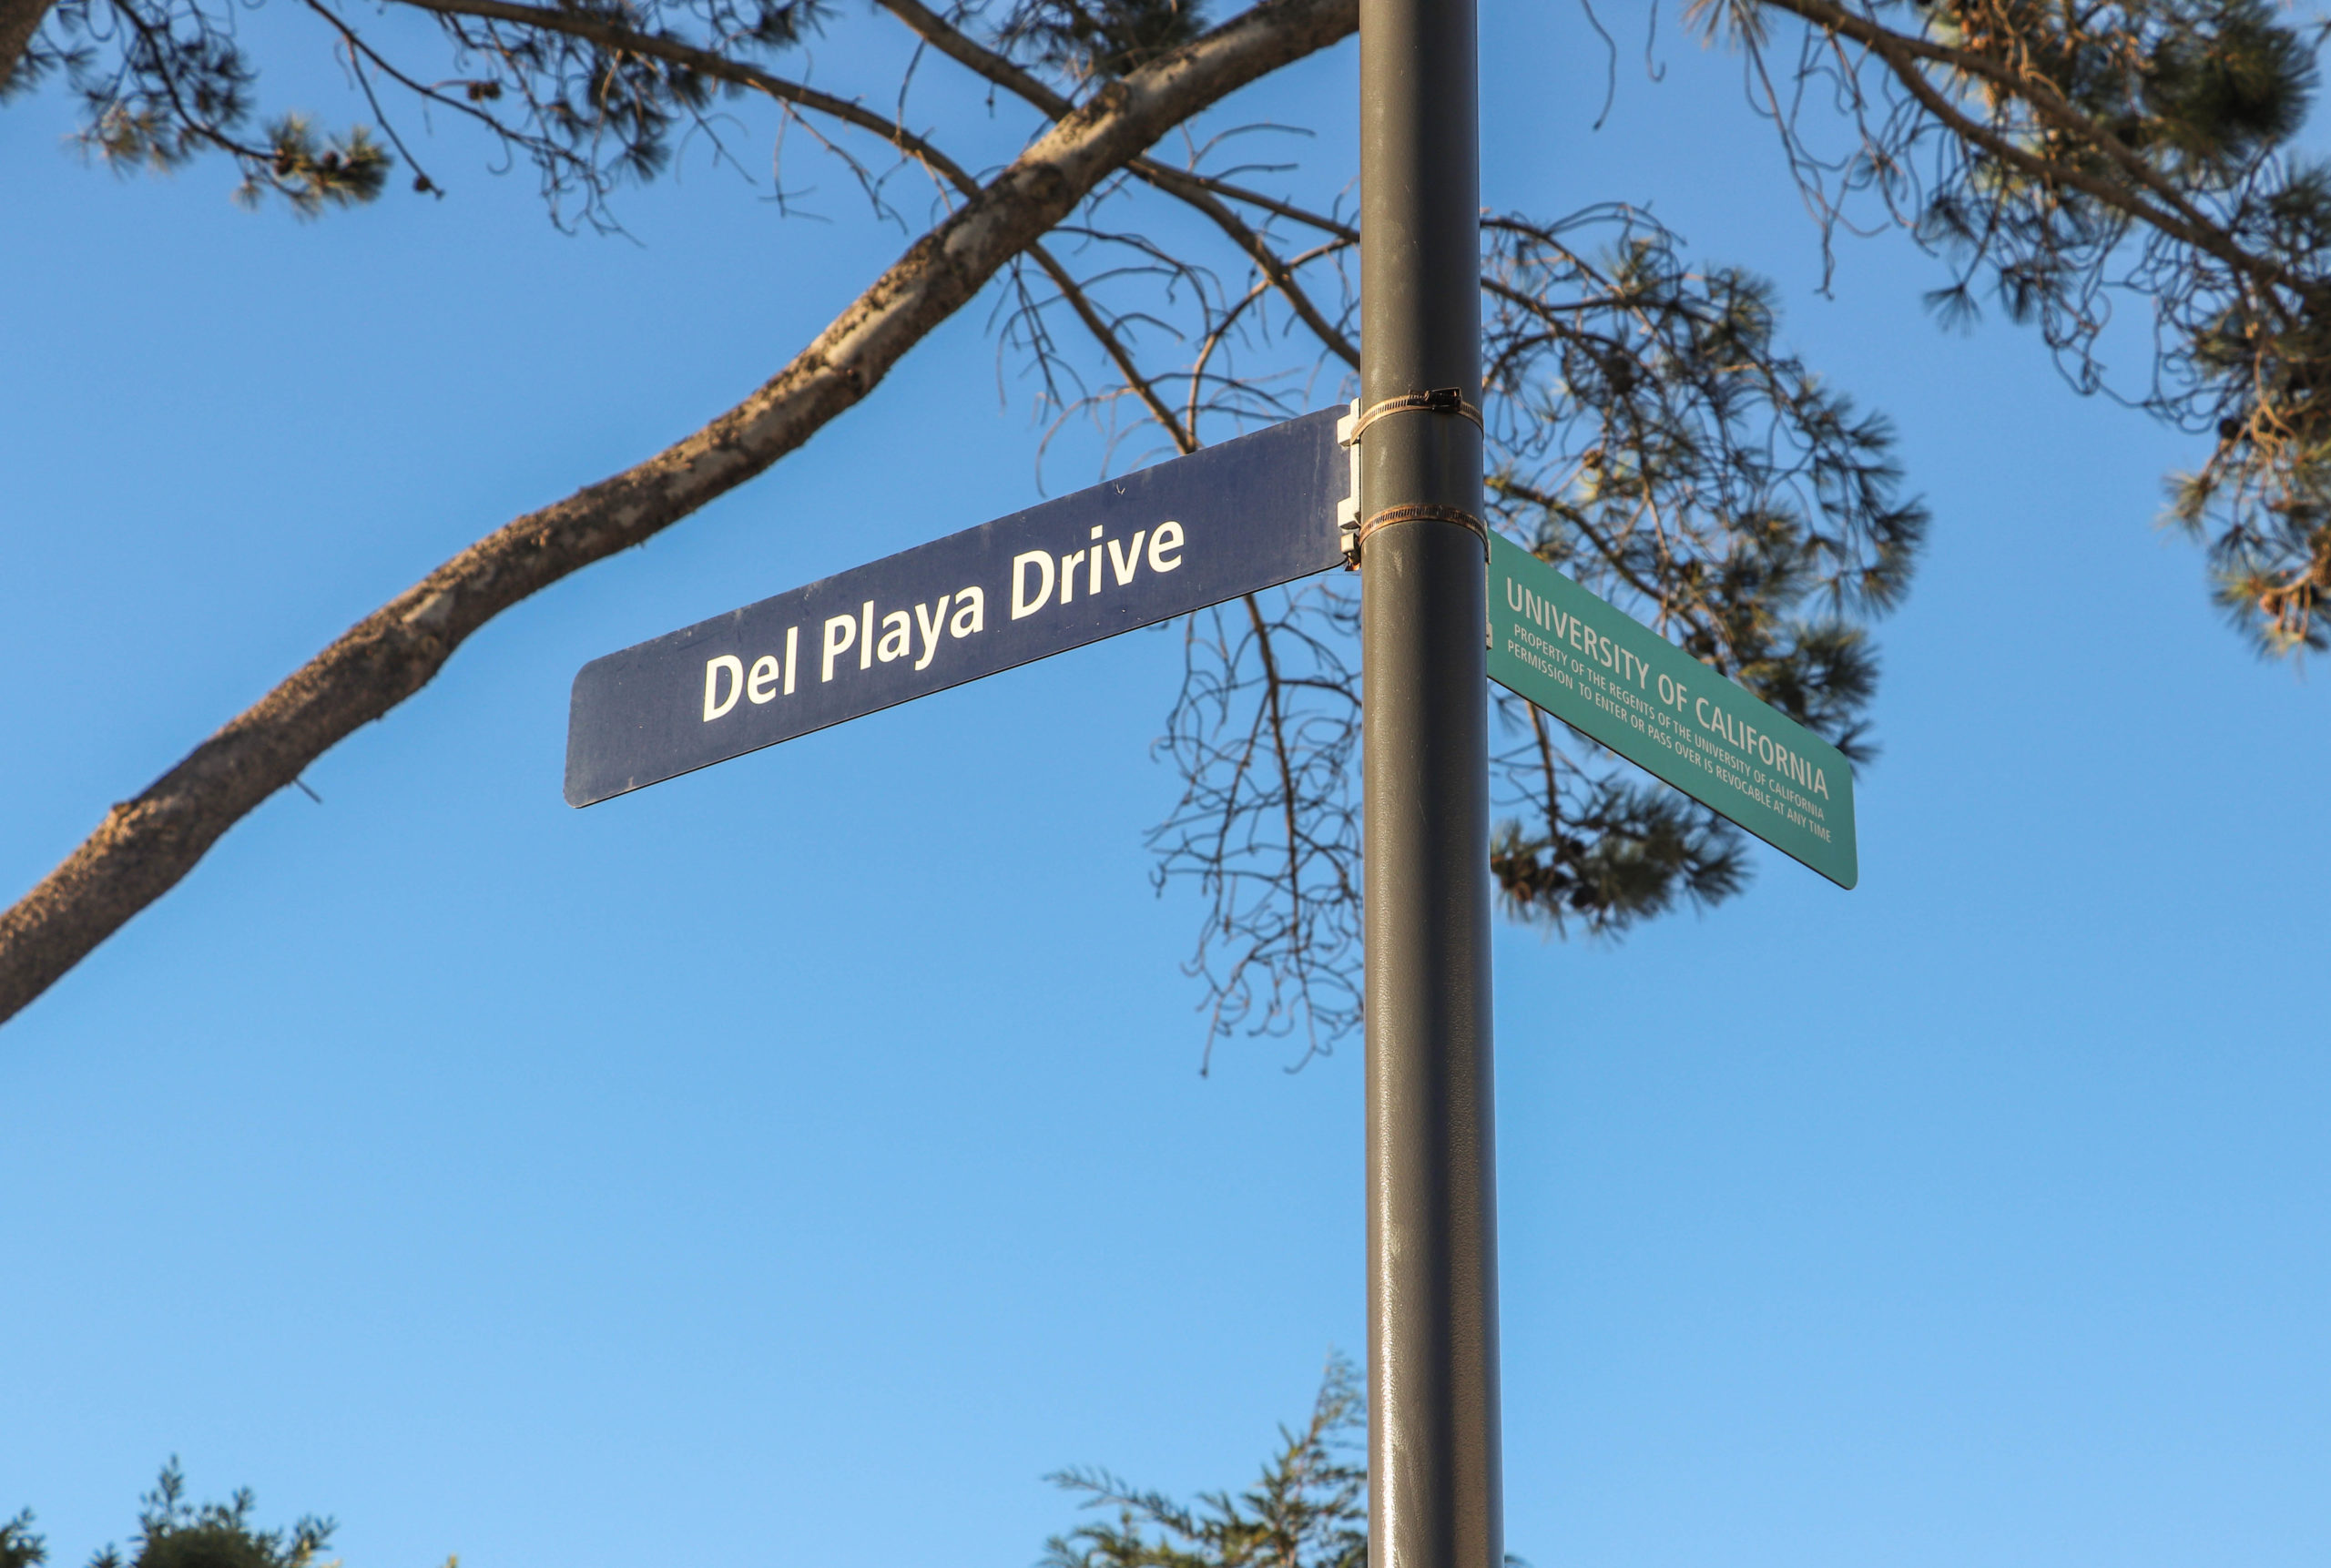 Del Playa Drive
UNIVERSITY OF CALIFORNIA
PROPERTY OF THE REGENTS OF THE UNIVERSITY OF CALIFORNIA
PERMISSION TO ENTER OR PASS OVER IS REVOCABLE AT ANY TIME